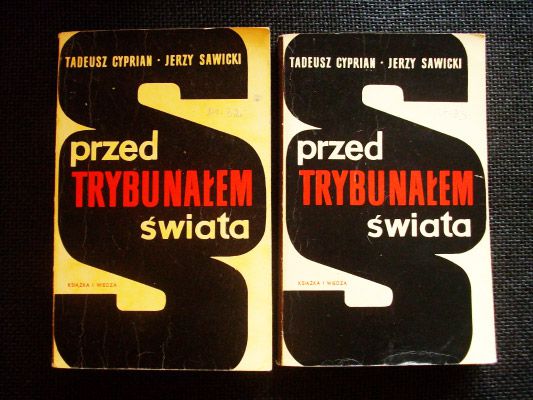 TADEUSZ CYPRIAN · JERZY SAWICKI
przed
TRYBUNAŁEM
świata
KSIĄŻKA I WIEDZA
TADEUSZ CYPRIAN · JERZY SAWICKI
przed
TRYBUNAŁEM
świata
KSIĄŻKA I WIEDZA